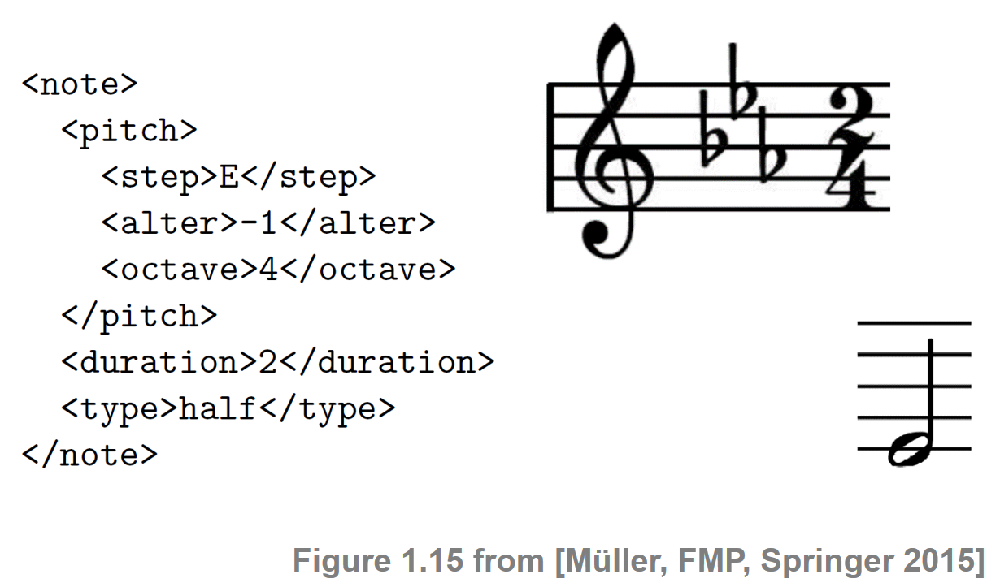 <note>
<pitch>
<step>E</step>
<alter>-1</alter>
<octave>4</octave>
</pitch>
<duration>2</duration>
<type>half</type>
</note>
2
4
Figure 1.15 from [Müller, FMP, Springer 2015]